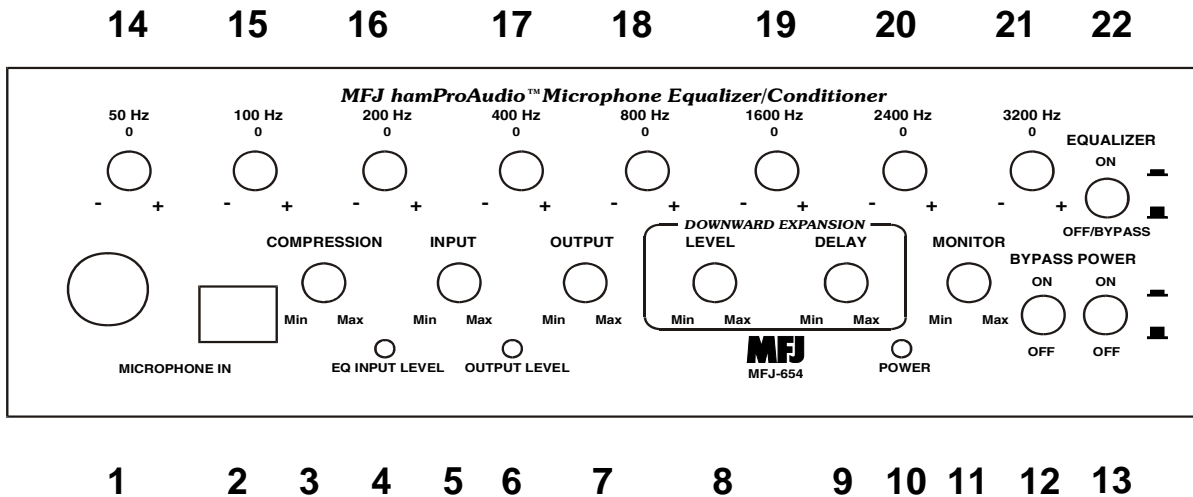 14 15 16 17 18 19 20 21 22
MFJ hamProAudio™ Microphone Equalizer/Conditioner
50 Hz 100 Hz 200 Hz 400 Hz 800 Hz 1600 Hz 2400 Hz 3200 Hz
0 0 0 0 0 0 0 0
EQUALIZER
ON
- + - + - + - + - + - + - + - +
OFF/BYPASS
DOWNWARD EXPANSION
COMPRESSION INPUT OUTPUT LEVEL DELAY MONITOR
BYPASS POWER
ON ON
Min Max Min Max Min Max Min Max Min Max Min Max
OFF OFF
MFJ
MICROPHONE IN EQ INPUT LEVEL OUTPUT LEVEL MFJ-654 POWER
1 2 3 4 5 6 7 8 9 10 11 12 13